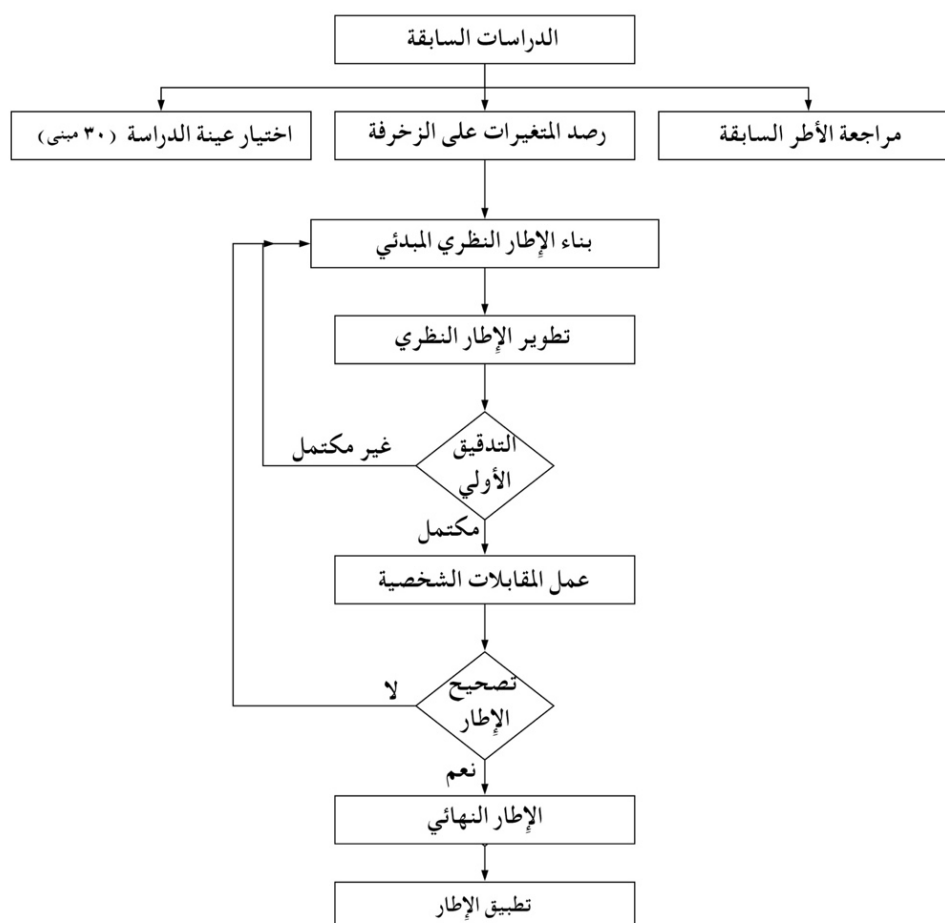 الدراسات السابقة
مراجعة الأطر السابقة
رصد المتغيرات على الزخرفة
اختيار عينة الدراسة (٣٠ مبنى)
بناء الإطار النظري المبدئي
تطوير الإطار النظري
التدقيق
الأولي
غير مكتمل
مكتمل
عمل المقابلات الشخصية
تصحيح
الإطار
لا
نعم
الإطار النهائي
تطبيق الإطار